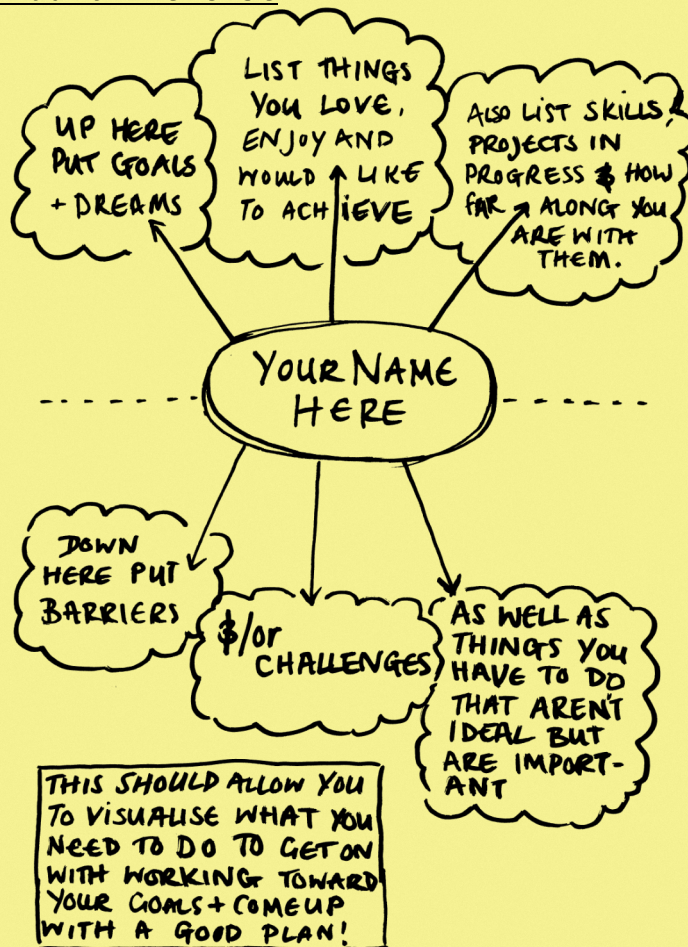 UP HERE
PUT GOALS
+ DREAMS
LIST THINGS
YOU LOVE,
ENJOY AND
WOULD LIKE
TO ACHIEVE
ALSO LIST SKILLS,
PROJECTS IN
PROGRESS & HOW
FAR ALONG YOU
ARE WITH
THEM.
YOUR NAME
HERE
DOWN
HERE PUT
BARRIERS
&/or
CHALLENGES
AS WELL AS
THINGS YOU
HAVE TO DO
THAT AREN'T
IDEAL BUT
ARE IMPORT-
ANT
THIS SHOULD ALLOW YOU
TO VISUALISE WHAT YOU
NEED TO DO TO GET ON
WITH WORKING TOWARD
YOUR GOALS + COME UP
WITH A GOOD PLAN!